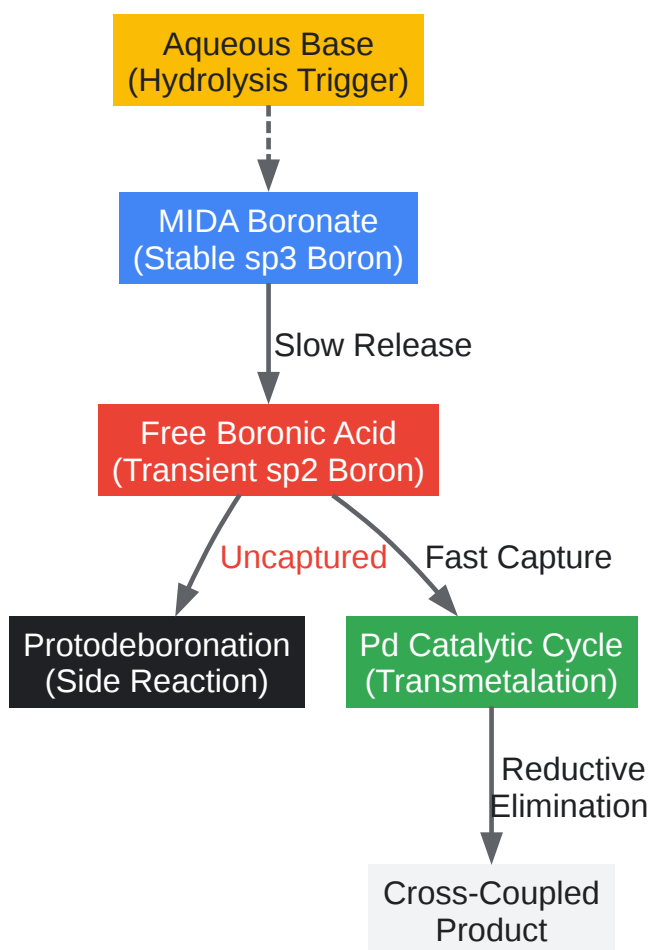 Aqueous Base
(Hydrolysis Trigger)
MIDA Boronate
(Stable sp3 Boron)
Slow Release
Free Boronic Acid
(Transient sp2 Boron)
Uncaptured
Fast Capture
Protodeboronation
(Side Reaction)
Pd Catalytic Cycle
(Transmetalation)
Reductive
Elimination
Cross-Coupled
Product